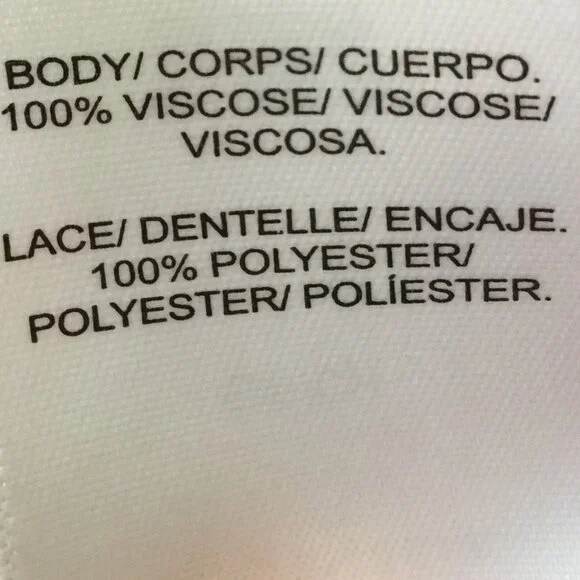 BODY/ CORPS/ CUERPO.
100% VISCOSE/ VISCOSE/
VISCOSA.
LACE/ DENTELLE/ ENCAJE.
100% POLYESTER/
POLYESTER/ POLÍESTER.